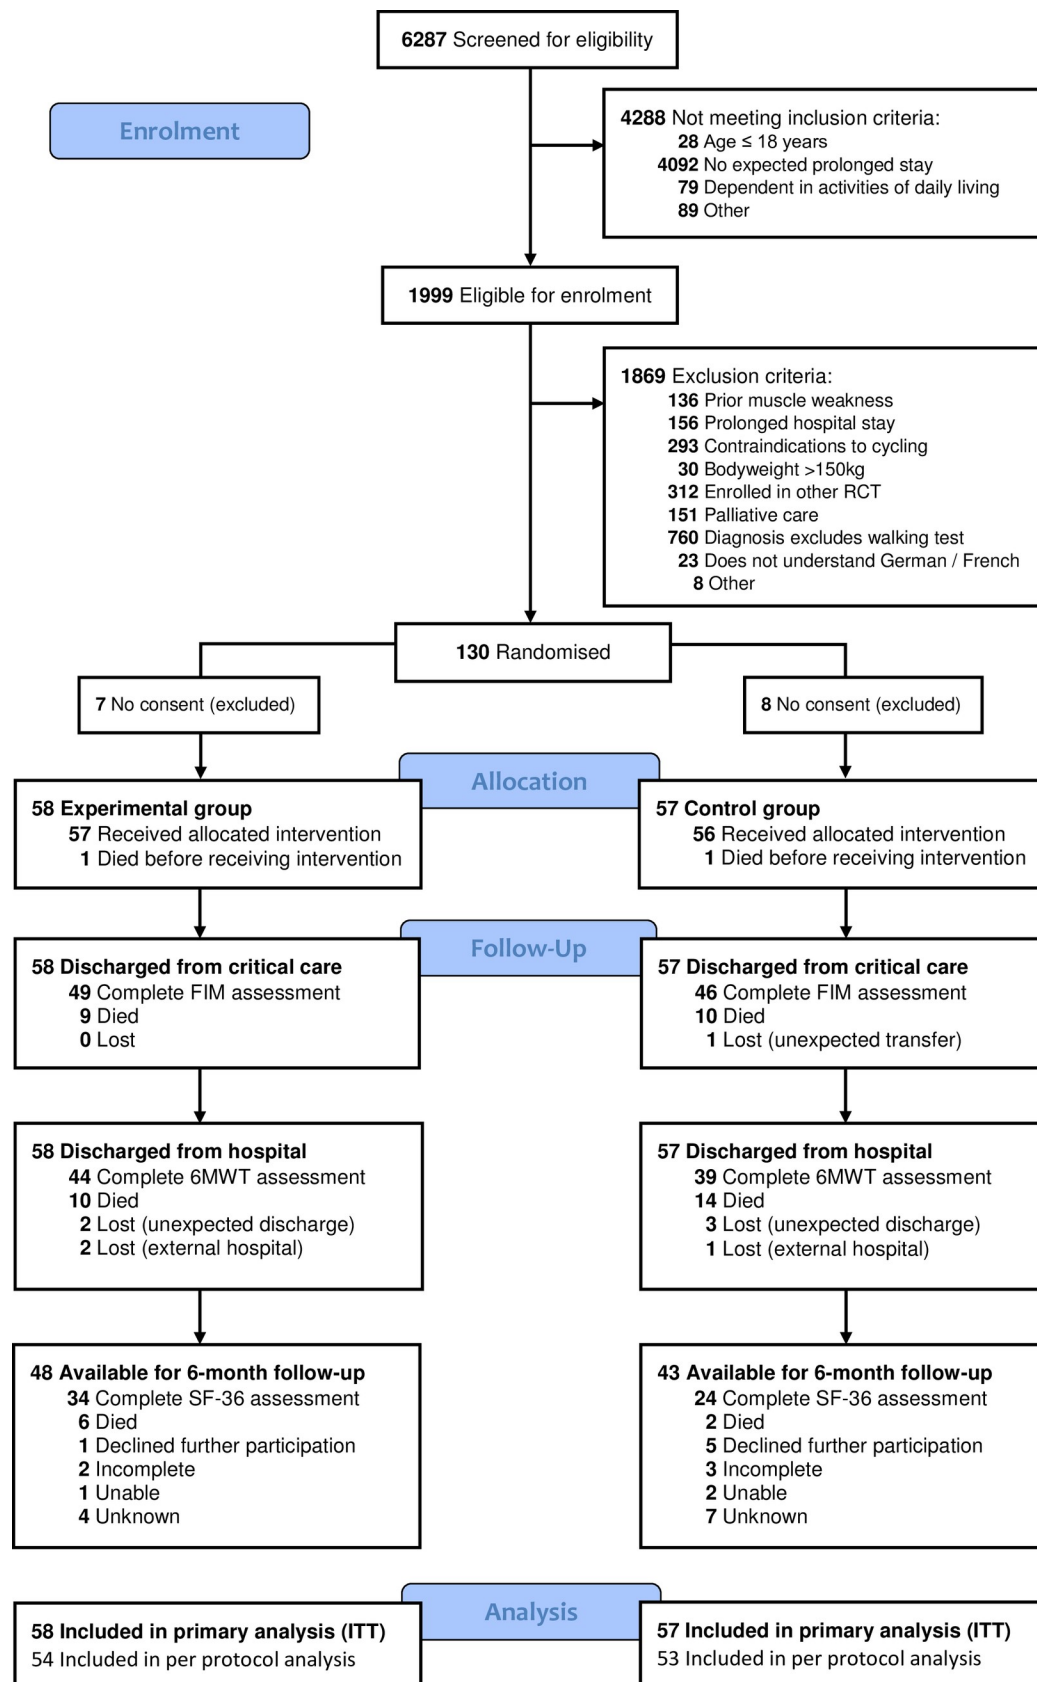 6287 Screened for eligibility
Enrolment
4288 Not meeting inclusion criteria:
28 Age ≤ 18 years
4092 No expected prolonged stay
79 Dependent in activities of daily living
89 Other
1999 Eligible for enrolment
1869 Exclusion criteria:
136 Prior muscle weakness
156 Prolonged hospital stay
293 Contraindications to cycling
30 Bodyweight >150kg
312 Enrolled in other RCT
151 Palliative care
760 Diagnosis excludes walking test
23 Does not understand German / French
8 Other
130 Randomised
7 No consent (excluded)
8 No consent (excluded)
Allocation
58 Experimental group
57 Received allocated intervention
1 Died before receiving intervention
57 Control group
56 Received allocated intervention
1 Died before receiving intervention
Follow-Up
58 Discharged from critical care
49 Complete FIM assessment
9 Died
0 Lost
57 Discharged from critical care
46 Complete FIM assessment
10 Died
1 Lost (unexpected transfer)
58 Discharged from hospital
44 Complete 6MWT assessment
10 Died
2 Lost (unexpected discharge)
2 Lost (external hospital)
57 Discharged from hospital
39 Complete 6MWT assessment
14 Died
3 Lost (unexpected discharge)
1 Lost (external hospital)
48 Available for 6-month follow-up
34 Complete SF-36 assessment
6 Died
1 Declined further participation
2 Incomplete
1 Unable
4 Unknown
43 Available for 6-month follow-up
24 Complete SF-36 assessment
2 Died
5 Declined further participation
3 Incomplete
2 Unable
7 Unknown
Analysis
58 Included in primary analysis (ITT)
54 Included in per protocol analysis
57 Included in primary analysis (ITT)
53 Included in per protocol analysis